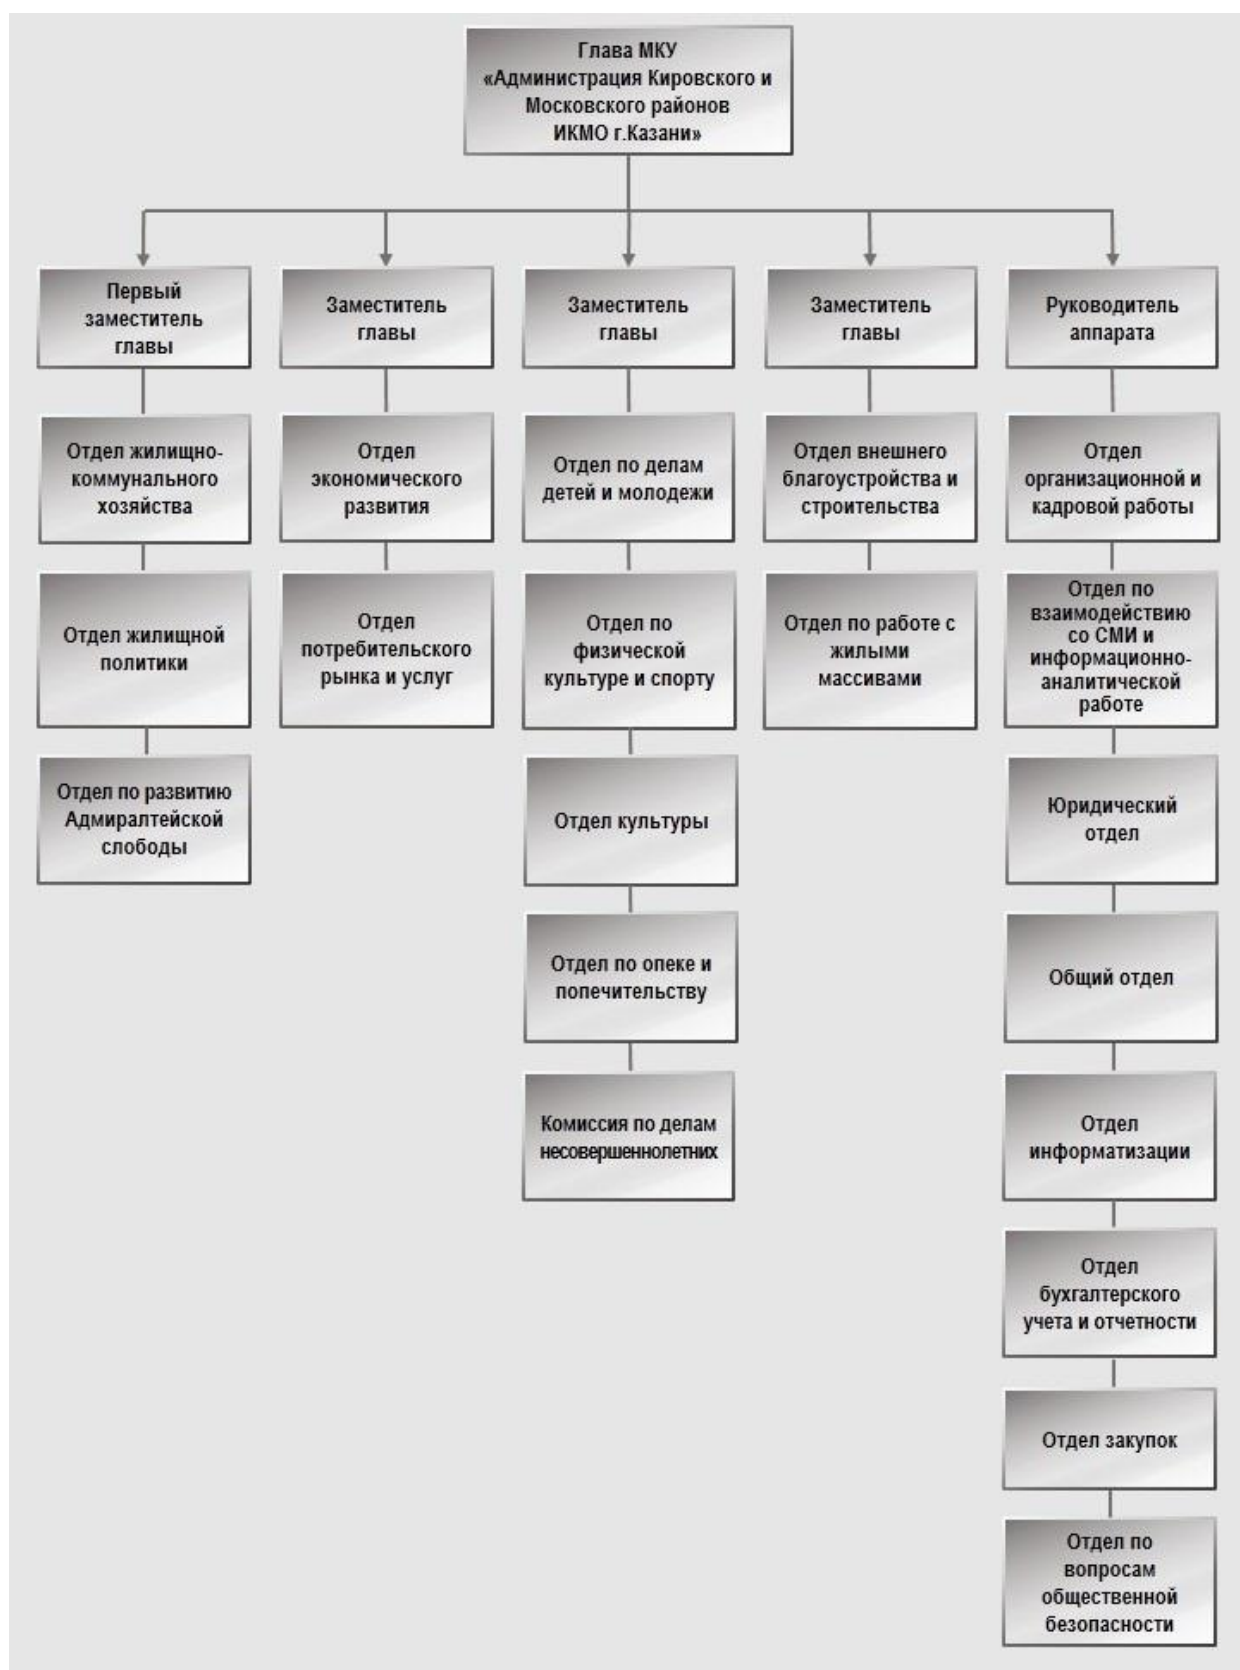 Глава МКУ
«Администрация Кировского и
Московского районов
ИКМО г.Казани»
Первый
заместитель
главы
Заместитель
главы
Заместитель
главы
Заместитель
главы
Руководитель
аппарата
Отдел жилищно-
коммунального
хозяйства
Отдел
экономического
развития
Отдел по делам
детей и молодежи
Отдел внешнего
благоустройства и
строительства
Отдел
организационной и
кадровой работы
Отдел жилищной
политики
Отдел
потребительского
рынка и услуг
Отдел по
физической
культуре и спорту
Отдел по работе с
жилыми
массивами
Отдел по
взаимодействию
со СМИ и
информационно-
аналитической
работе
Отдел по развитию
Адмиралтейской
слободы
Отдел культуры
Юридический
отдел
Отдел по опеке и
попечительству
Общий отдел
Комиссия по делам
несовершеннолетних
Отдел
информатизации
Отдел
бухгалтерского
учета и отчетности
Отдел закупок
Отдел по
вопросам
общественной
безопасности